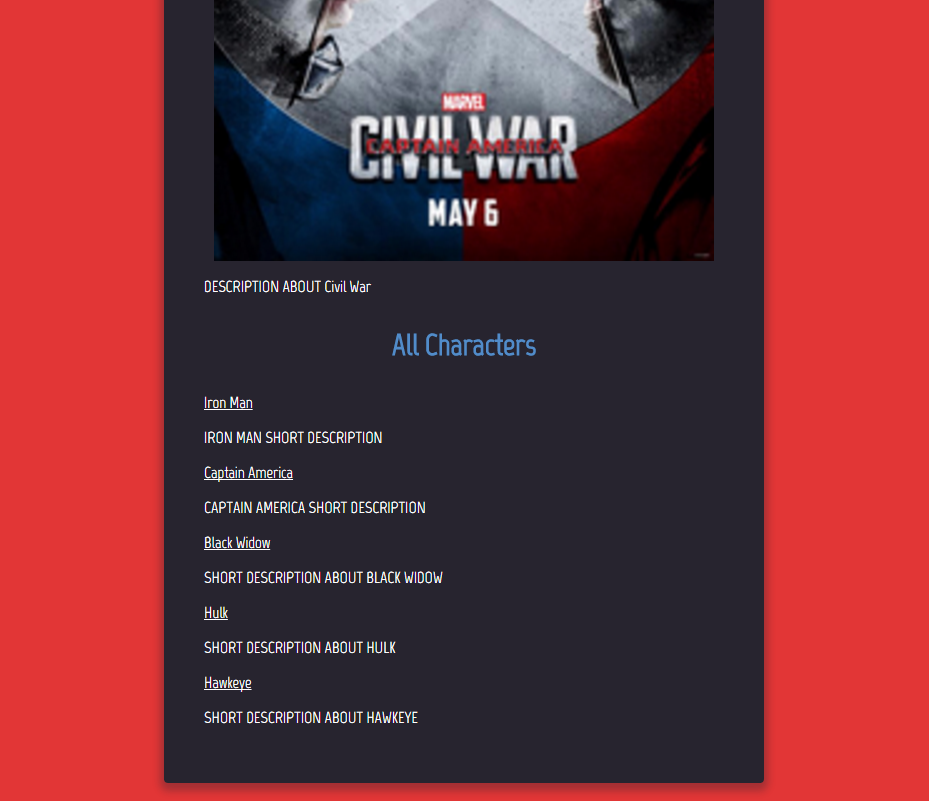 MARVEL
CIVIL WAR
CAPTAIN AMERICA
MAY 6
DESCRIPTION ABOUT Civil War
All Characters
Iron Man
IRON MAN SHORT DESCRIPTION
Captain America
CAPTAIN AMERICA SHORT DESCRIPTION
Black Widow
SHORT DESCRIPTION ABOUT BLACK WIDOW
Hulk
SHORT DESCRIPTION ABOUT HULK
Hawkeye
SHORT DESCRIPTION ABOUT HAWKEYE